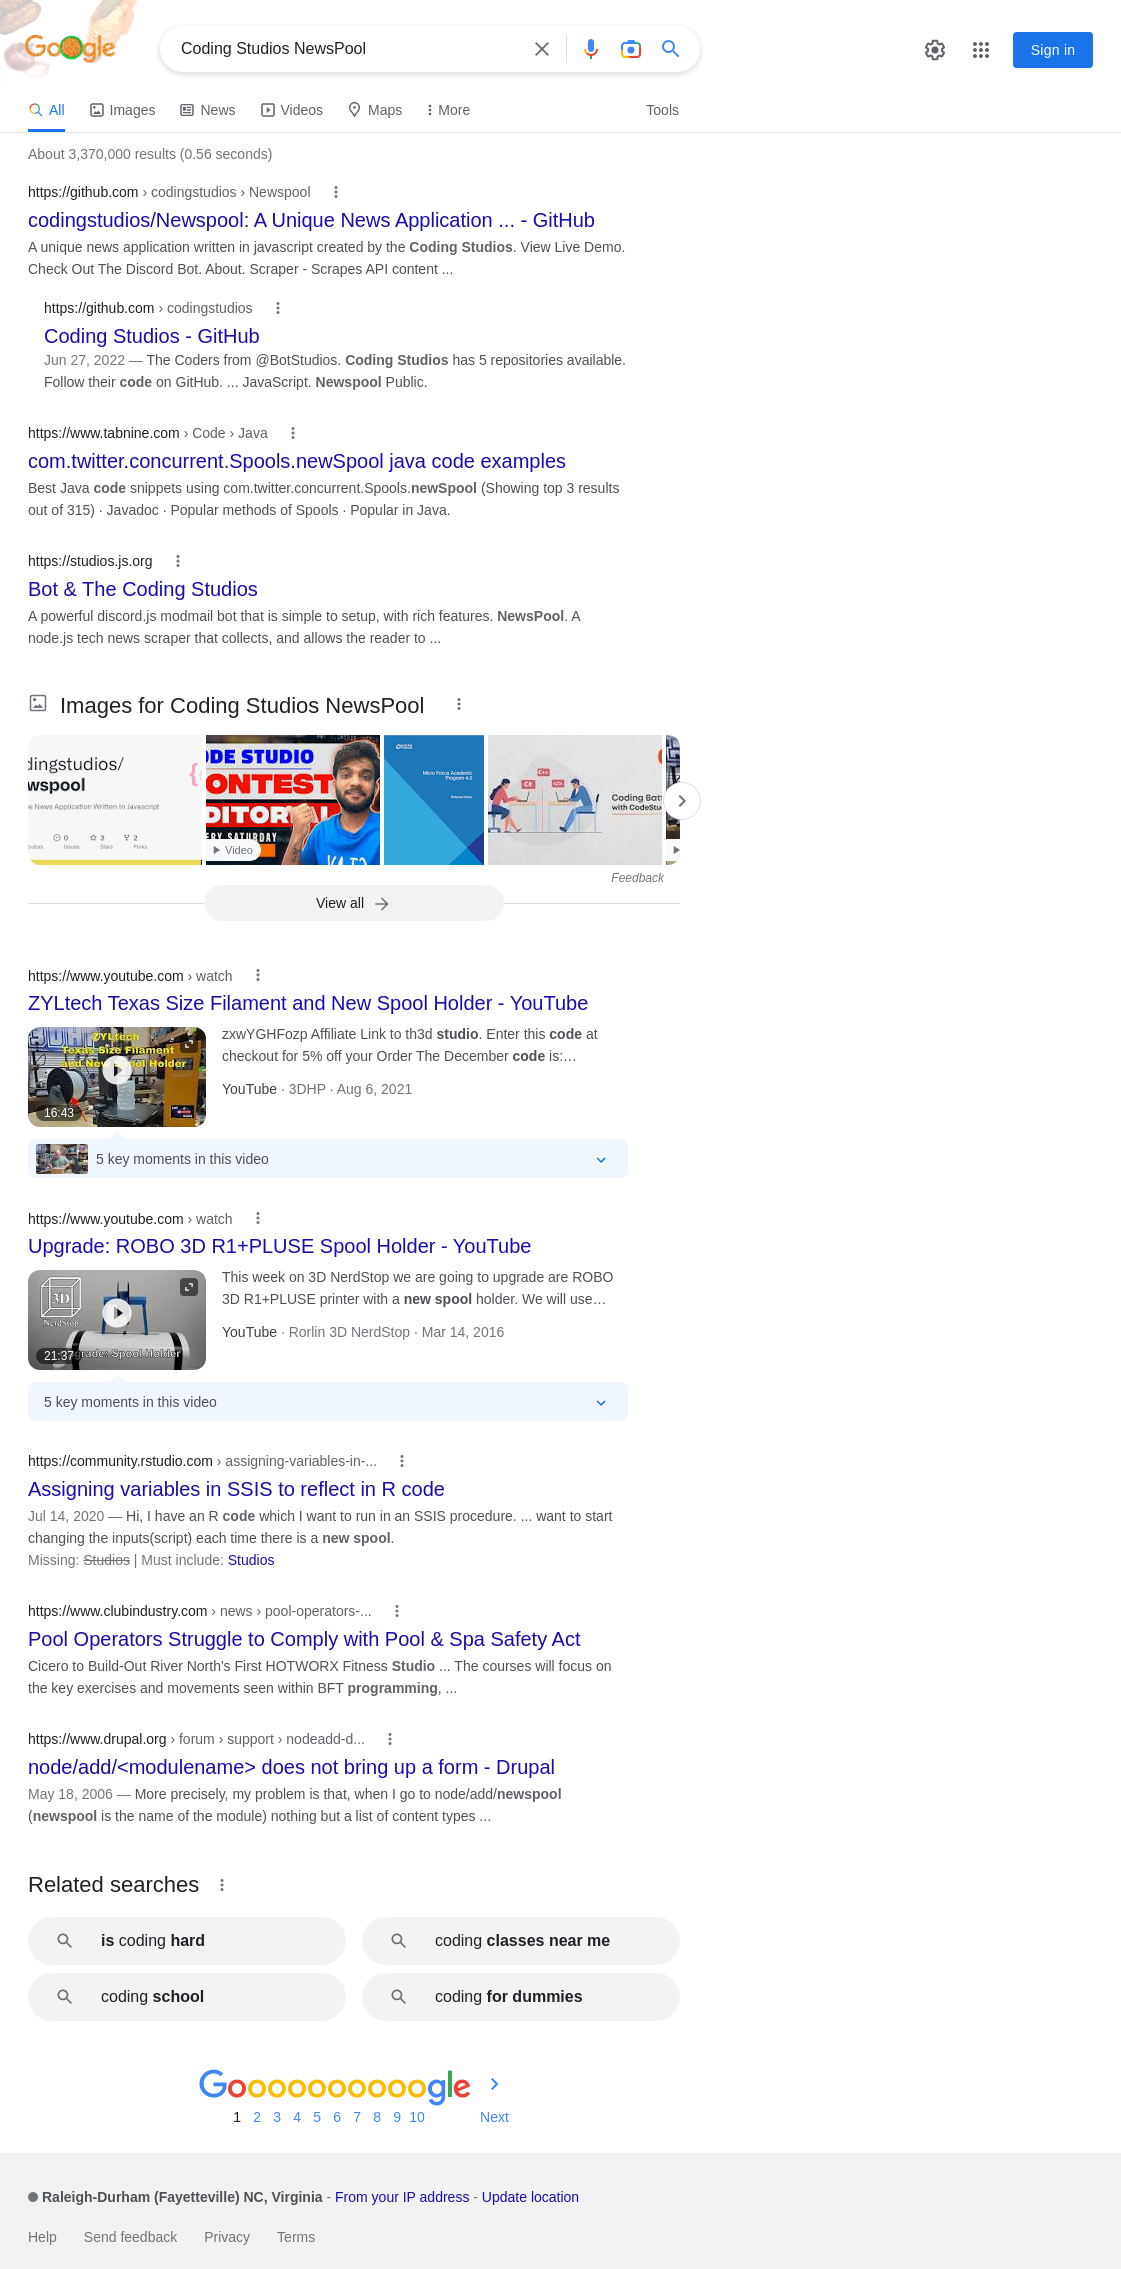 Google
Coding Studios NewsPool
Sign in
All
Images
News
Videos
Maps
More
Tools
About 3,370,000 results (0.56 seconds)
https://github.com › codingstudios › Newspool
codingstudios/Newspool: A Unique News Application ... - GitHub
A unique news application written in javascript created by the Coding Studios. View Live Demo.
Check Out The Discord Bot. About. Scraper - Scrapes API content ...
https://github.com › codingstudios
Coding Studios - GitHub
Jun 27, 2022 — The Coders from @BotStudios. Coding Studios has 5 repositories available.
Follow their code on GitHub. ... JavaScript. Newspool Public.
https://www.tabnine.com › Code › Java
com.twitter.concurrent.Spools.newSpool java code examples
Best Java code snippets using com.twitter.concurrent.Spools.newSpool (Showing top 3 results
out of 315) · Javadoc · Popular methods of Spools · Popular in Java.
https://studios.js.org
Bot & The Coding Studios
A powerful discord.js modmail bot that is simple to setup, with rich features. NewsPool. A
node.js tech news scraper that collects, and allows the reader to ...
Images for Coding Studios NewsPool
dingstudios/
wspool
e News Application Written In Javascript
0
3
2
Issues
Stars
Forks
ODE STUDIO
ONTEST
DITORIAL
ERY SATURDAY
Video
Micro Focus Academic
Program 4.0
C++
C#
Coding Batt
with CodeStu
Feedback
View all
https://www.youtube.com › watch
ZYLtech Texas Size Filament and New Spool Holder - YouTube
ZYLtech
Texas Size Filament
and New Spool Holder
16:43
zxwYGHFozp Affiliate Link to th3d studio. Enter this code at
checkout for 5% off your Order The December code is:…
YouTube · 3DHP · Aug 6, 2021
5 key moments in this video
https://www.youtube.com › watch
Upgrade: ROBO 3D R1+PLUSE Spool Holder - YouTube
3D
NerdStop
grade: Spool Holder
21:37
This week on 3D NerdStop we are going to upgrade are ROBO
3D R1+PLUSE printer with a new spool holder. We will use…
YouTube · Rorlin 3D NerdStop · Mar 14, 2016
5 key moments in this video
https://community.rstudio.com › assigning-variables-in-...
Assigning variables in SSIS to reflect in R code
Jul 14, 2020 — Hi, I have an R code which I want to run in an SSIS procedure. ... want to start
changing the inputs(script) each time there is a new spool.
Missing: Studios | Must include: Studios
https://www.clubindustry.com › news › pool-operators-...
Pool Operators Struggle to Comply with Pool & Spa Safety Act
Cicero to Build-Out River North's First HOTWORX Fitness Studio ... The courses will focus on
the key exercises and movements seen within BFT programming, ...
https://www.drupal.org › forum › support › nodeadd-d...
node/add/<modulename> does not bring up a form - Drupal
May 18, 2006 — More precisely, my problem is that, when I go to node/add/newspool
(newspool is the name of the module) nothing but a list of content types ...
Related searches
is coding hard
coding classes near me
coding school
coding for dummies
Goooooooooogle
1 2 3 4 5 6 7 8 9 10 Next
Raleigh-Durham (Fayetteville) NC, Virginia - From your IP address - Update location
Help
Send feedback
Privacy
Terms